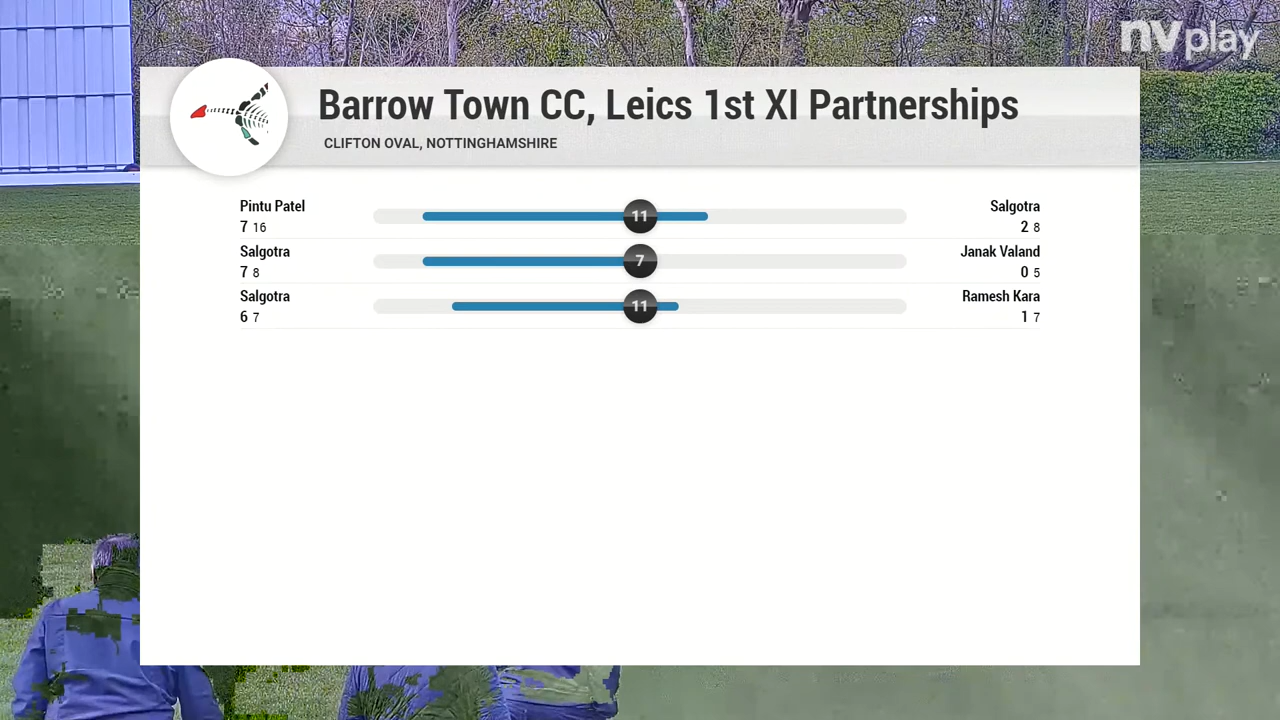 nvplay
Barrow Town CC, Leics 1st XI Partnerships
CLIFTON OVAL, NOTTINGHAMSHIRE
Pintu Patel 11 Salgotra
7 16 2 8
Salgotra 7 Janak Valand
7 8 0 5
Salgotra 11 Ramesh Kara
6 7 1 7